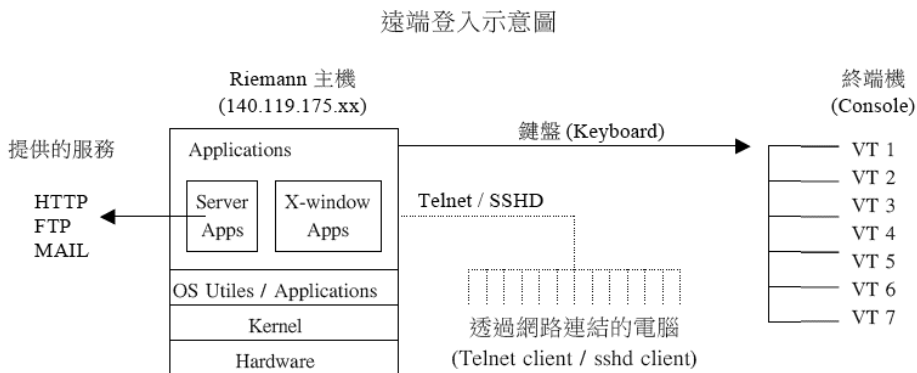 遠端登入示意圖
Riemann 主機
(140.119.175.xx)
終端機
(Console)
提供的服務
HTTP
FTP
MAIL
Applications
Server
Apps
X-window
Apps
OS Utiles / Applications
Kernel
Hardware
鍵盤 (Keyboard)
Telnet / SSHD
透過網路連結的電腦
(Telnet client / sshd client)
VT 1
VT 2
VT 3
VT 4
VT 5
VT 6
VT 7